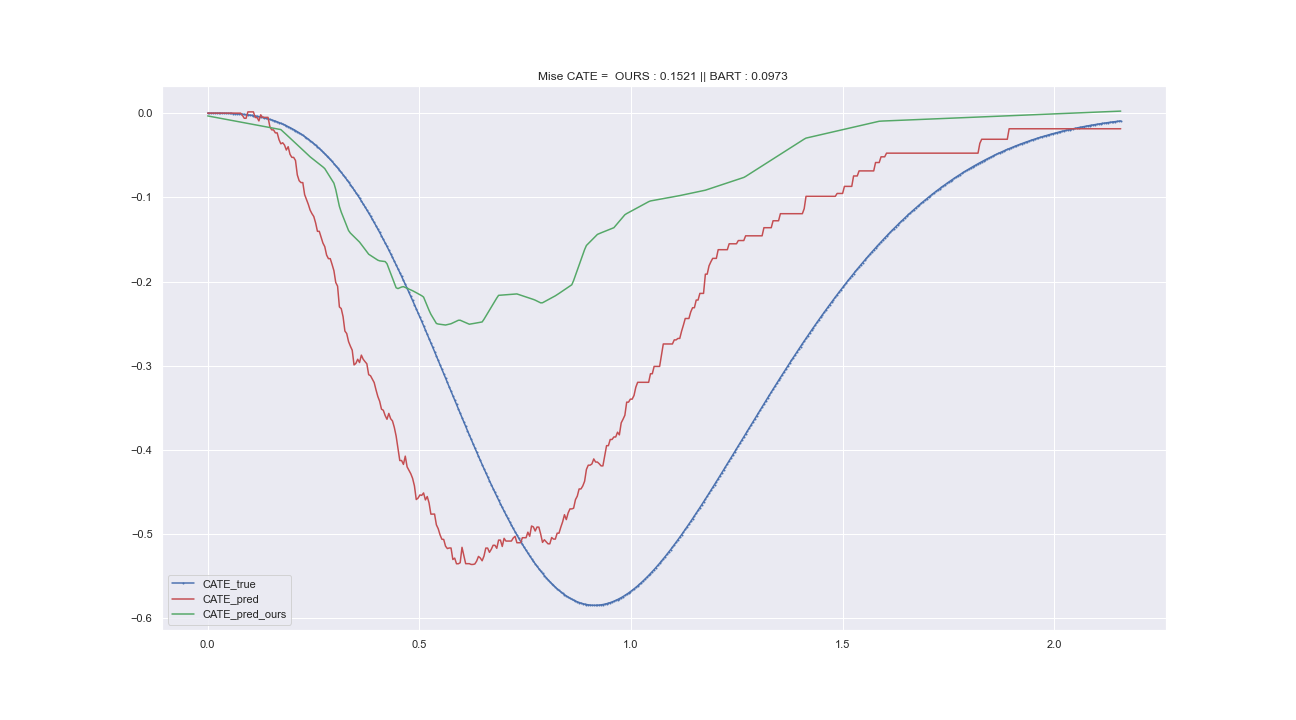 Mise CATE =  OURS : 0.1521 || BART : 0.0973
0.0
−0.1
−0.2
−0.3
−0.4
−0.5
−0.6
CATE_true
CATE_pred
CATE_pred_ours
0.0 0.5 1.0 1.5 2.0